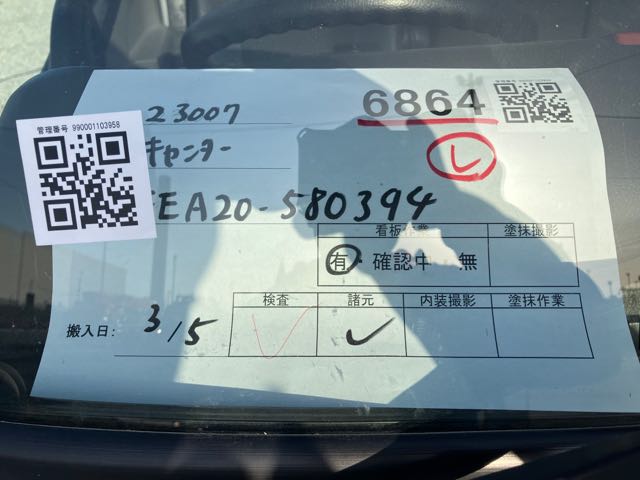 管理番号 990001103958
23007
6864
キャンター
し
EA20-580394
看板作業 塗抹撮影
有・確認中 無
検査 諸元 内装撮影 塗抹作業
搬入日: 3/5 ✓ ✓